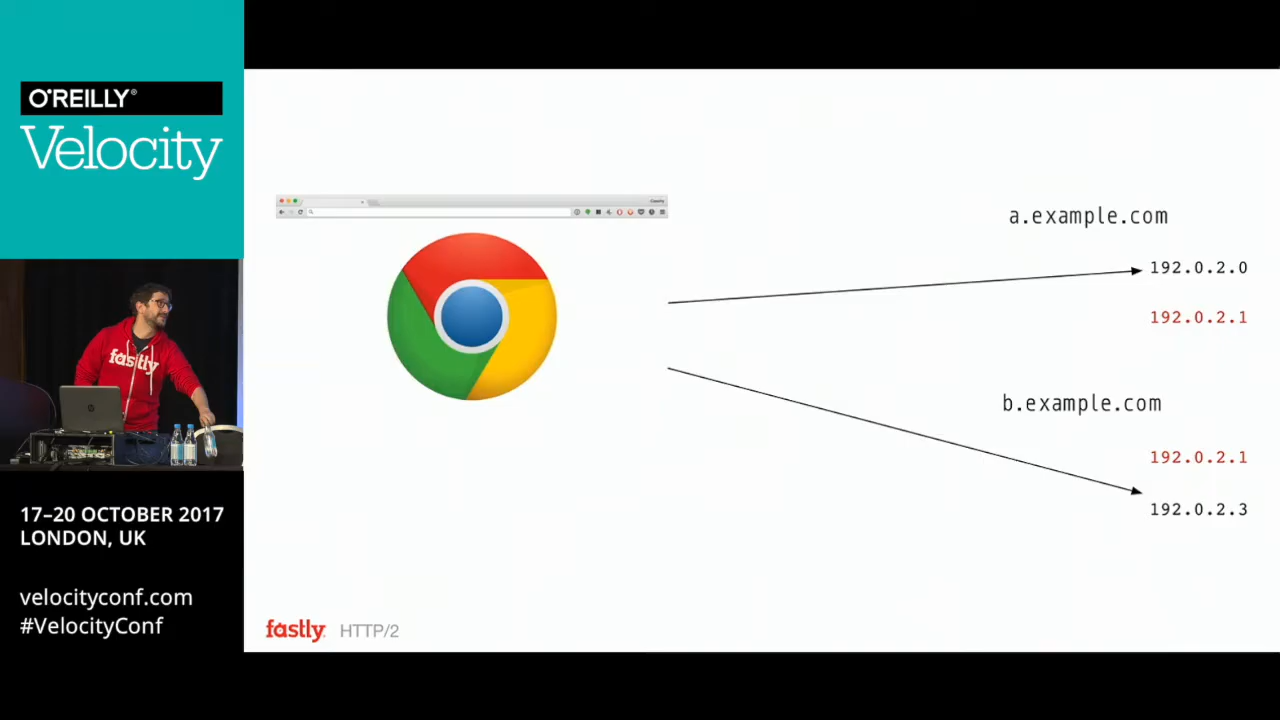 O'REILLY®
Velocity
fastly
17–20 OCTOBER 2017
LONDON, UK
velocityconf.com
#VelocityConf
a.example.com
192.0.2.0
192.0.2.1
b.example.com
192.0.2.1
192.0.2.3
fastly HTTP/2